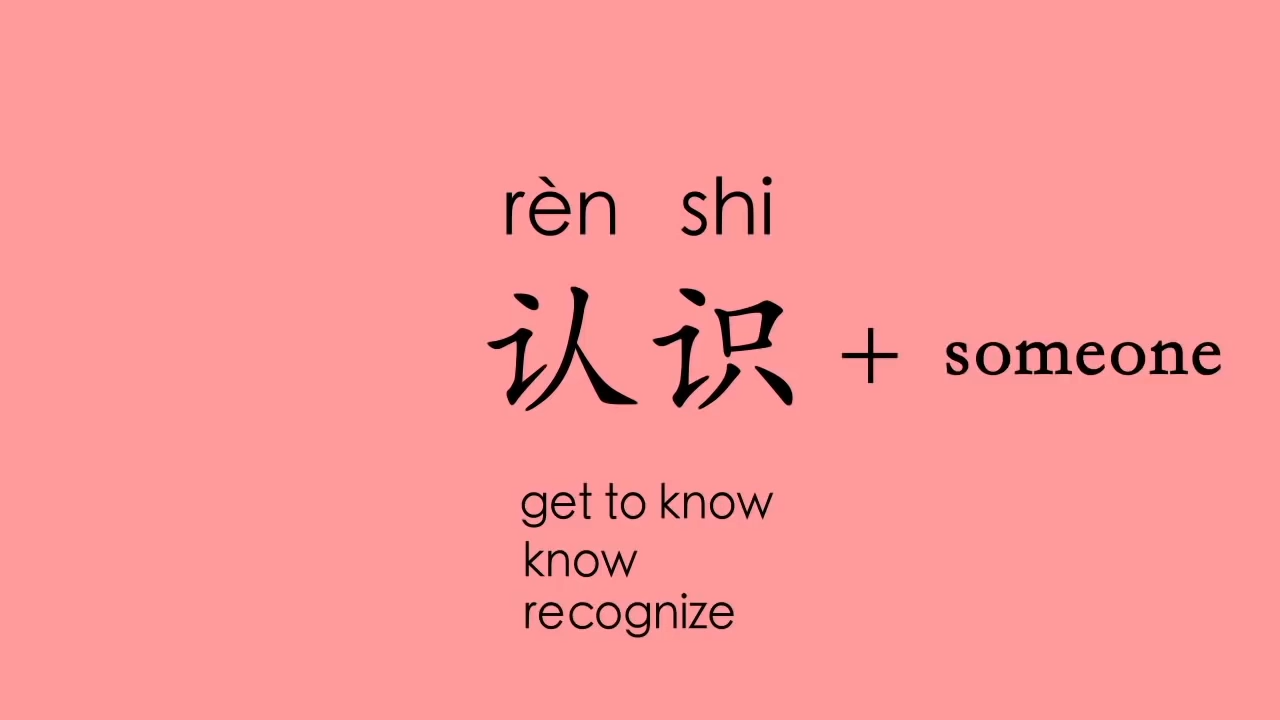 rèn shi
认识 + someone
get to know
know
recognize